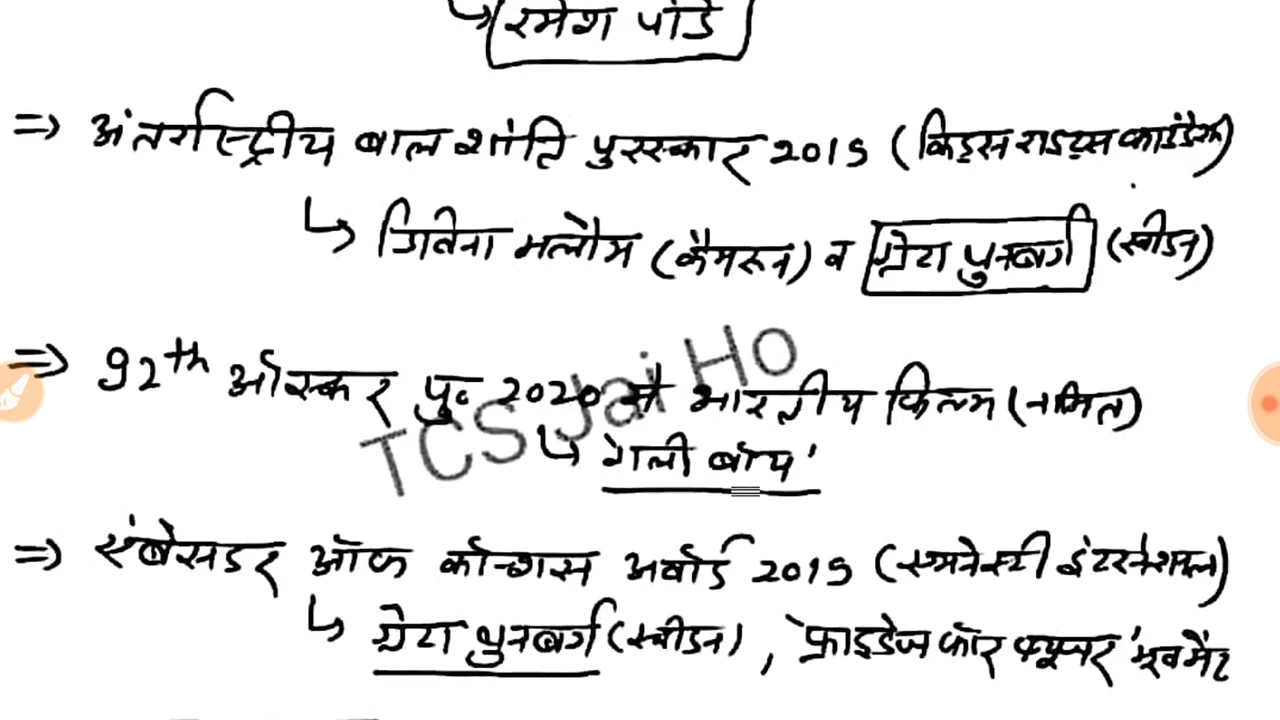 ↳ रमेश पांडे
⇒ अंतर्राष्ट्रीय बाल शांति पुरस्कार 2019 (किड्स राइट्स फाउंडेशन)
↳ डिविना मलौम (कैमरून) व ग्रेटा थुनबर्ग (स्वीडन)
⇒ 92th ऑस्कर पु॰ 2020 में भारतीय फिल्म (नामित)
↳ 'गली बॉय'
⇒ एंबेसडर ऑफ कॉन्शस अवॉर्ड 2019 (एमनेस्टी इंटरनेशनल)
↳ ग्रेटा थुनबर्ग (स्वीडन), 'फ्राइडेज फॉर फ्यूचर' मूवमेंट
TCS Jai Ho